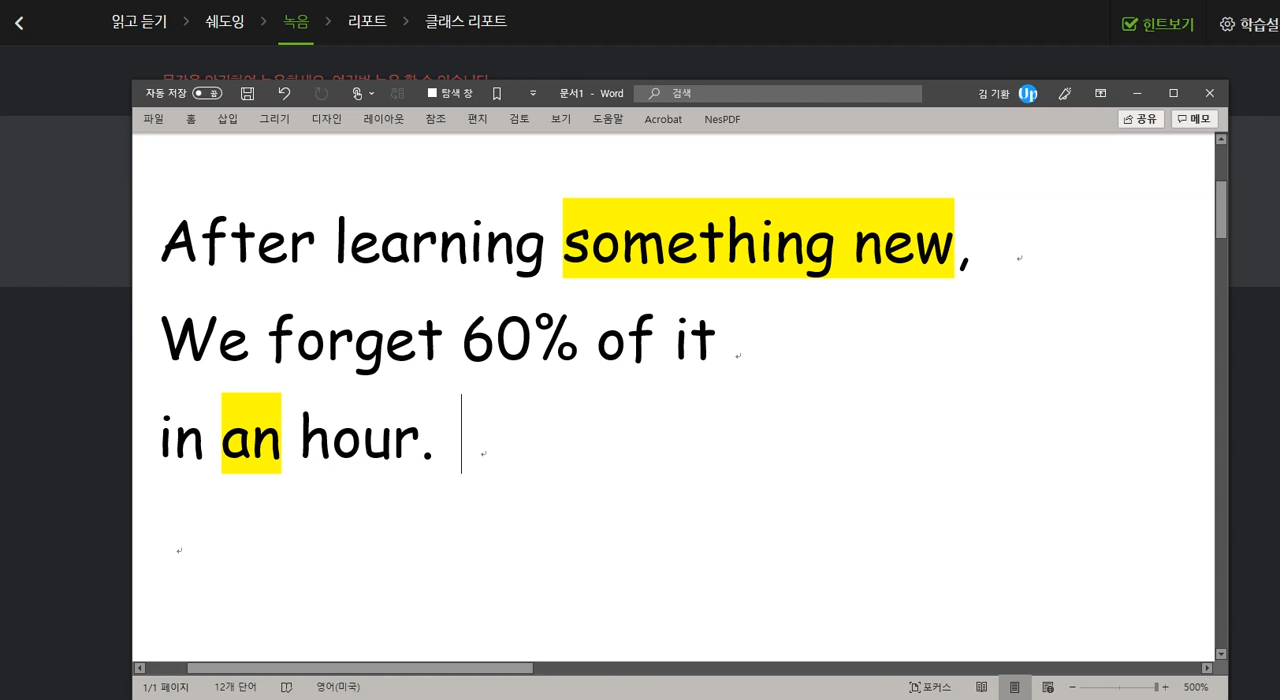 읽고 듣기 > 쉐도잉 > 녹음 > 리포트 > 클래스 리포트
힌트보기
학습설
자동 저장
탐색 창
문서1 - Word
검색
김 기환
Up
파일 홈 삽입 그리기 디자인 레이아웃 참조 편지 검토 보기 도움말 Acrobat NesPDF
공유 메모
After learning something new,
We forget 60% of it
in an hour.
1/1 페이지 12개 단어 영어(미국)
포커스
500%